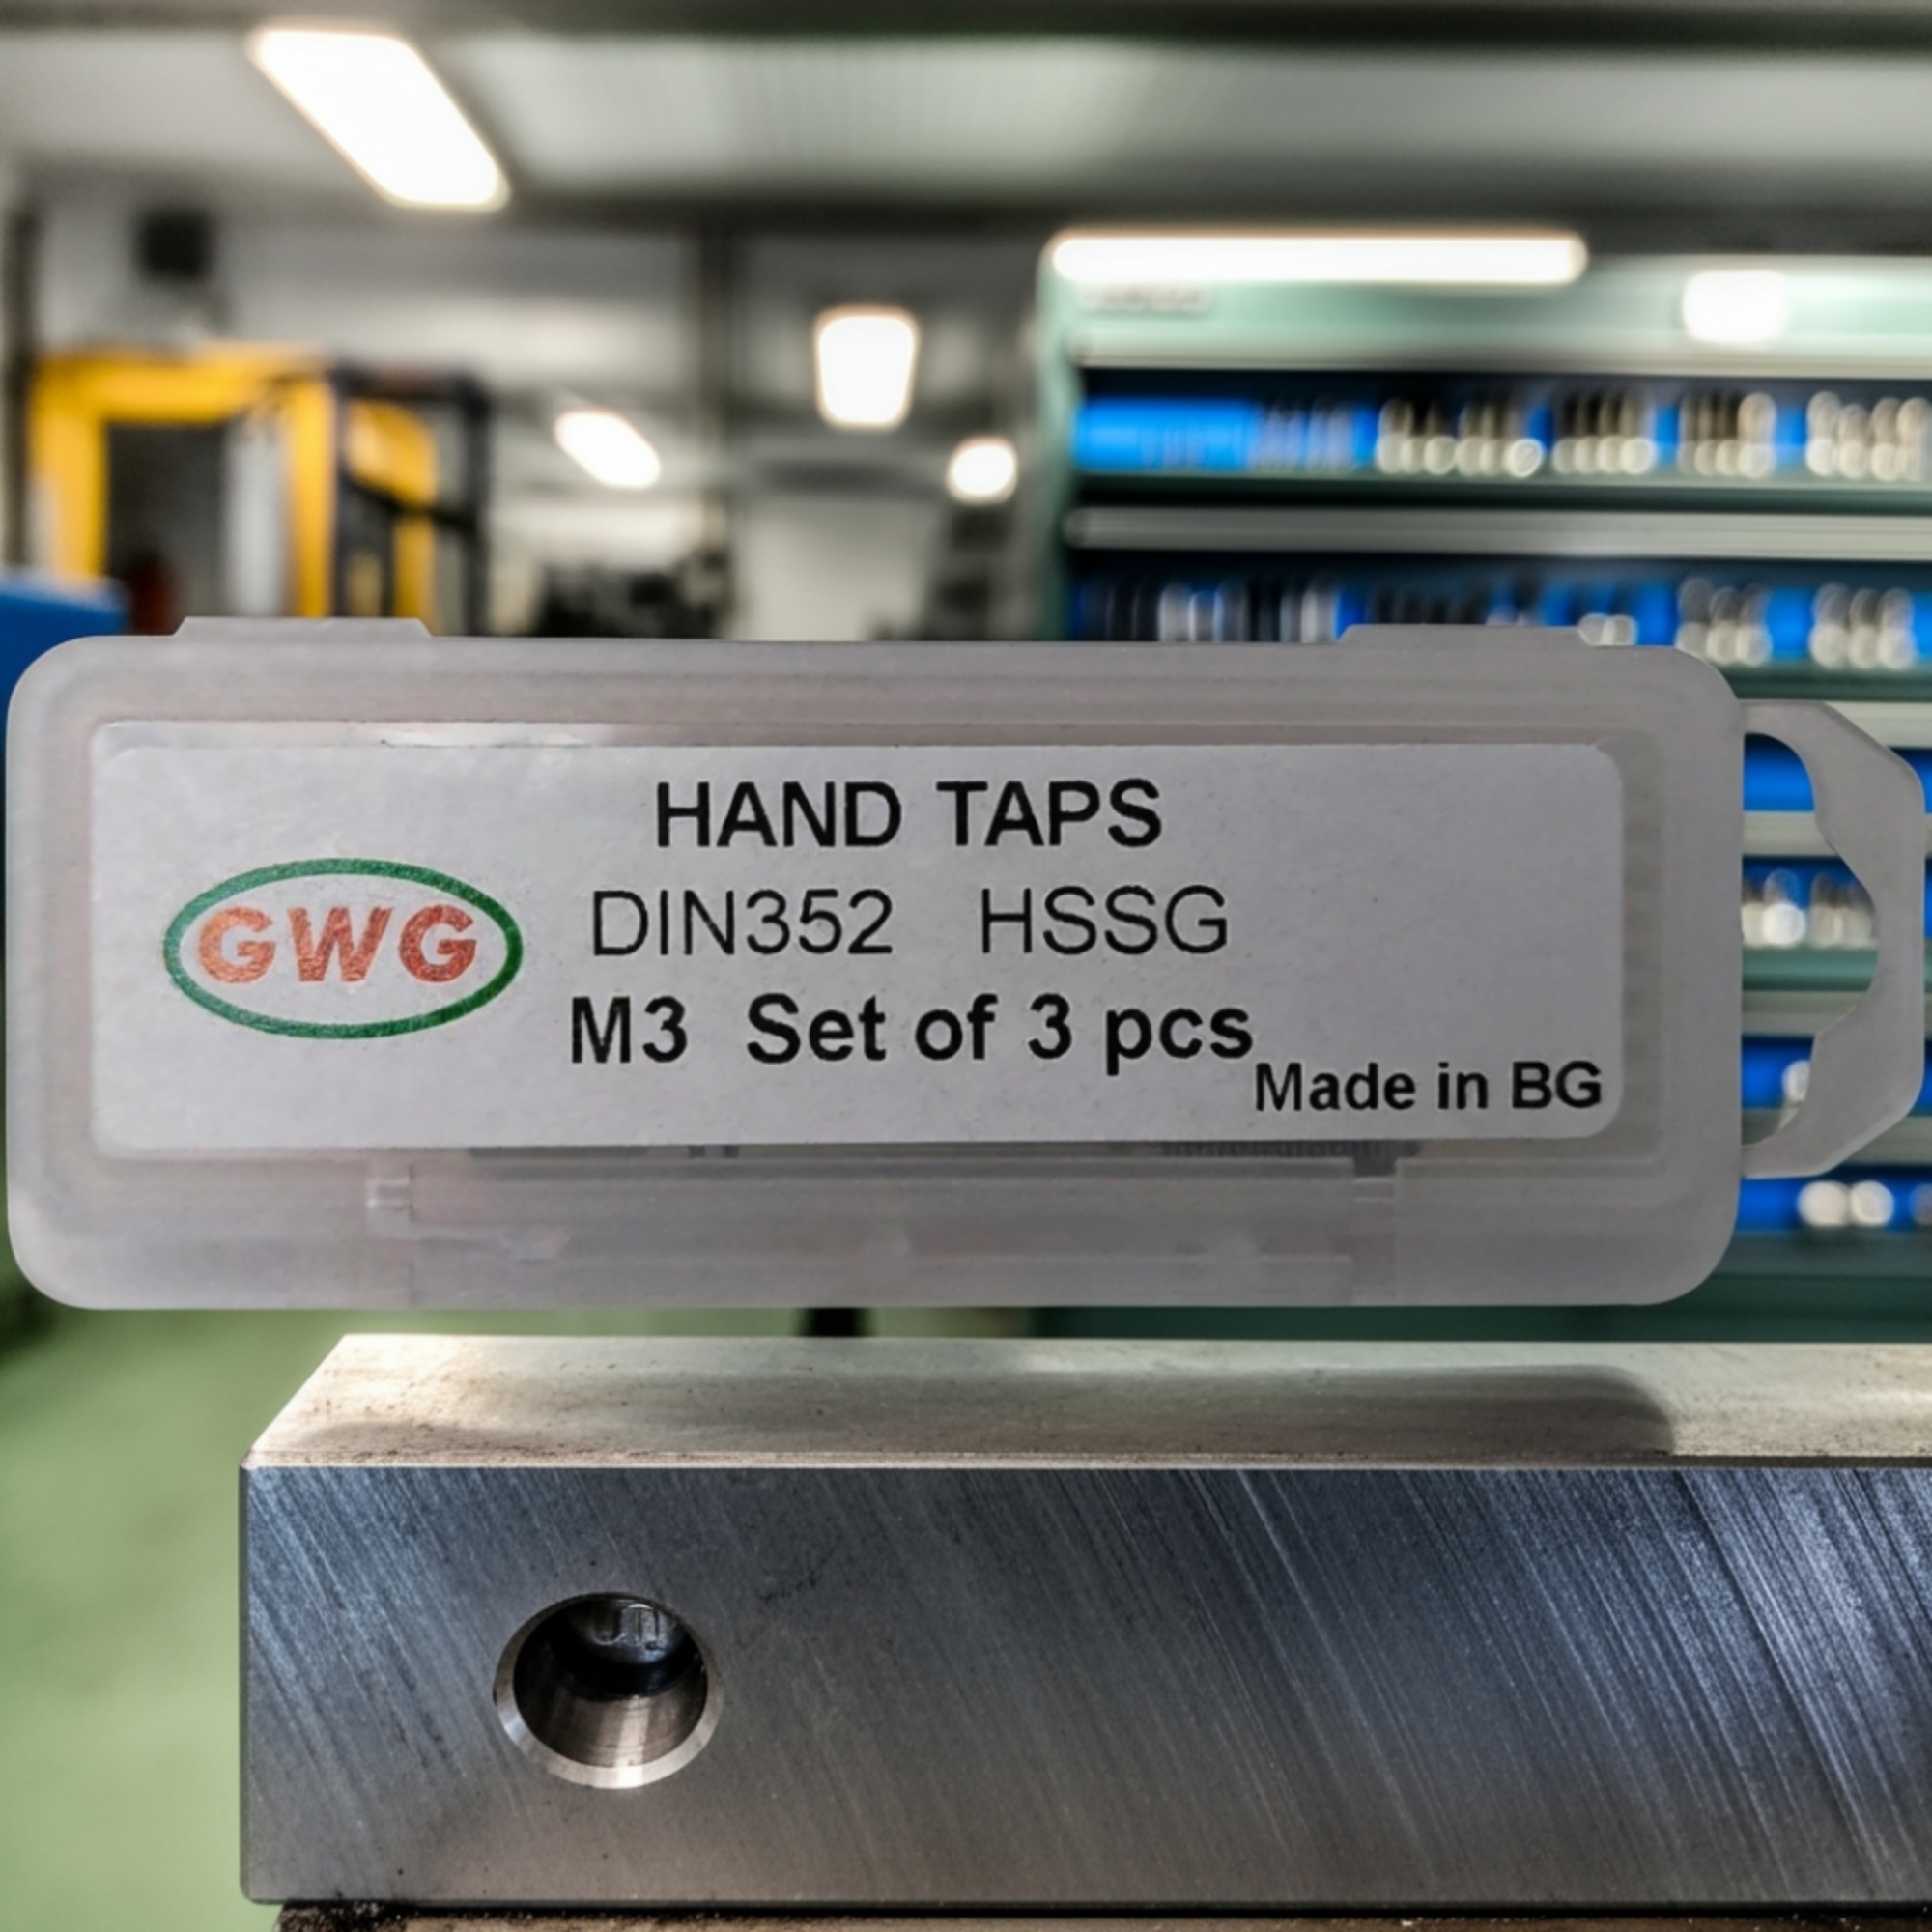 HAND TAPS
GWG
DIN352 HSSG
M3 Set of 3 pcs
Made in BG